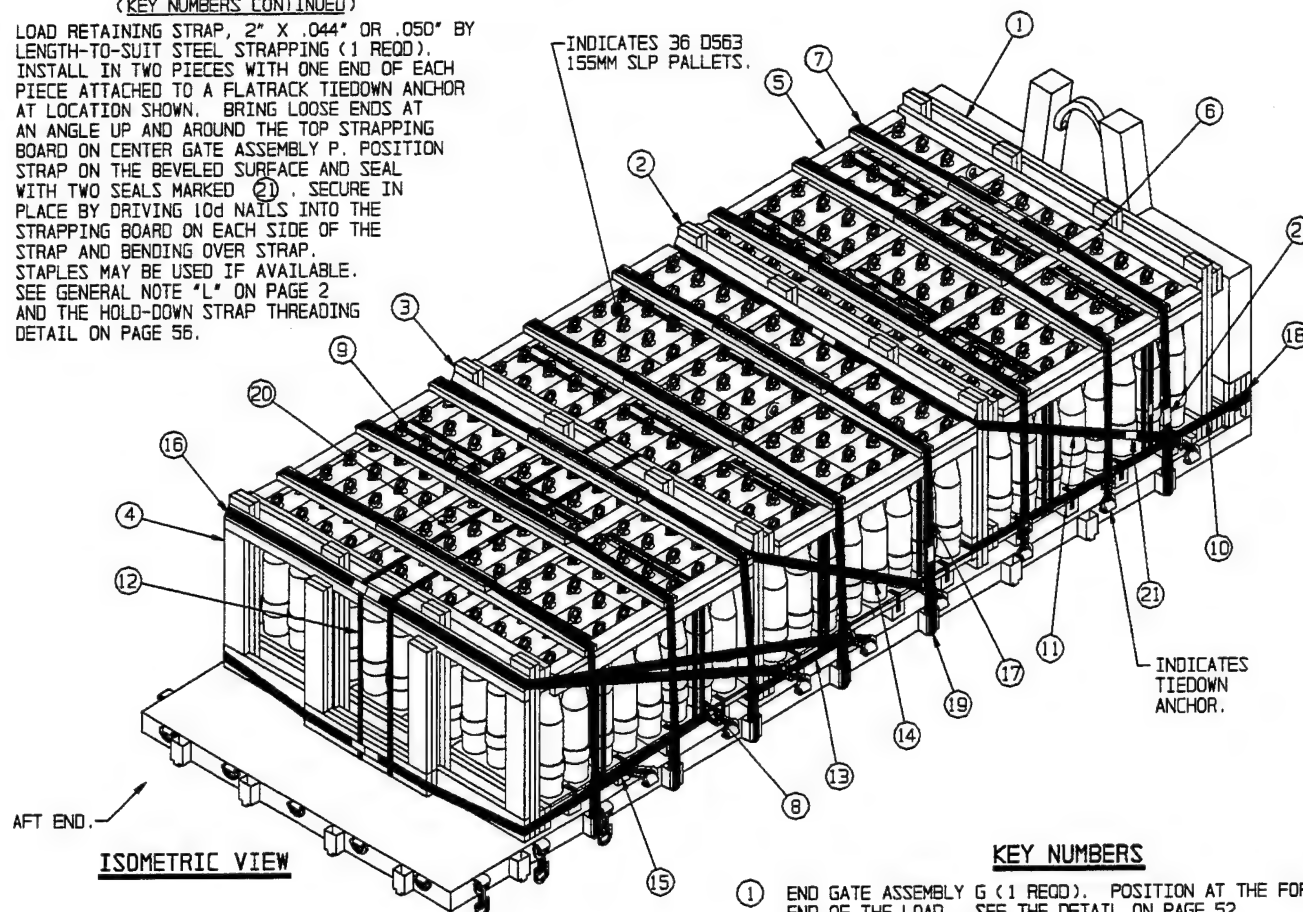 (KEY NUMBERS CONTINUED)
LOAD RETAINING STRAP, 2" X .044" OR .050" BY
LENGTH-TO-SUIT STEEL STRAPPING (1 REQD).
INSTALL IN TWO PIECES WITH ONE END OF EACH
PIECE ATTACHED TO A FLATRACK TIEDOWN ANCHOR
AT LOCATION SHOWN. BRING LOOSE ENDS AT
AN ANGLE UP AND AROUND THE TOP STRAPPING
BOARD ON CENTER GATE ASSEMBLY P. POSITION
STRAP ON THE BEVELED SURFACE AND SEAL
WITH TWO SEALS MARKED 21 . SECURE IN
PLACE BY DRIVING 10d NAILS INTO THE
STRAPPING BOARD ON EACH SIDE OF THE
STRAP AND BENDING OVER STRAP.
STAPLES MAY BE USED IF AVAILABLE.
SEE GENERAL NOTE "L" ON PAGE 2
AND THE HOLD-DOWN STRAP THREADING
DETAIL ON PAGE 56.
INDICATES 36 D563
155MM SLP PALLETS.
1
7
5
6
2
2
3
18
9
20
16
4
10
12
21
11
INDICATES
TIEDOWN
ANCHOR.
17
19
14
13
8
15
AFT END.
ISOMETRIC VIEW
KEY NUMBERS
1 END GATE ASSEMBLY G (1 REQD). POSITION AT THE FOR
END OF THE LOAD. SEE THE DETAIL ON PAGE 52